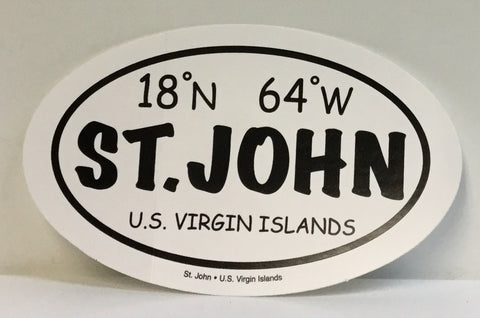 18°N 64°W
ST. JOHN
U.S. VIRGIN ISLANDS
St. John • U.S. Virgin Islands